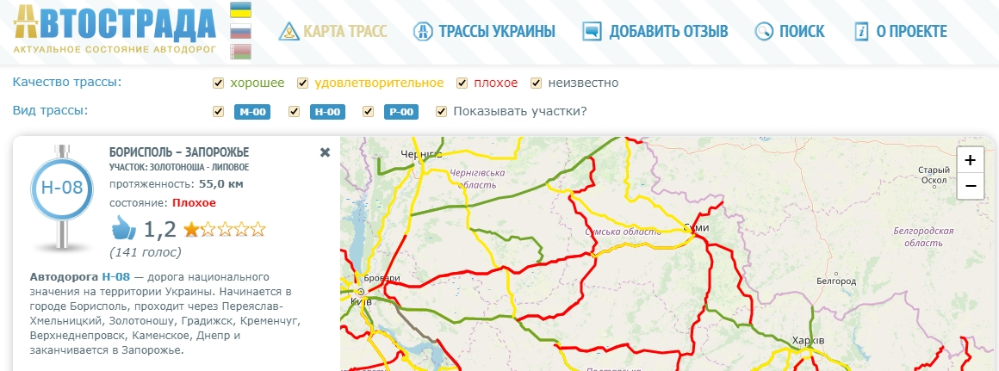 АВТОСТРАДА
АКТУАЛЬНОЕ СОСТОЯНИЕ АВТОДОРОГ
КАРТА ТРАСС
ТРАССЫ УКРАИНЫ
ДОБАВИТЬ ОТЗЫВ
ПОИСК
О ПРОЕКТЕ
Качество трассы:
хорошее
удовлетворительное
плохое
неизвестно
Вид трассы:
М-00
Н-00
Р-00
Показывать участки?
Н-08
БОРИСПОЛЬ – ЗАПОРОЖЬЕ
УЧАСТОК: ЗОЛОТОНОША - ЛИПОВОЕ
протяженность: 55,0 км
состояние: Плохое
1,2
(141 голос)
Автодорога Н-08 — дорога национального
значения на территории Украины. Начинается в
городе Борисполь, проходит через Переяслав-
Хмельницкий, Золотоношу, Градижск, Кременчуг,
Верхнеднепровск, Каменское, Днепр и
заканчивается в Запорожье.
Чернігів
Чернігівська
область
Сумська область
Суми
Старый
Оскол
Белгородская
область
Белгород
Бровари
Київ
Харків
Полтавська
+
−